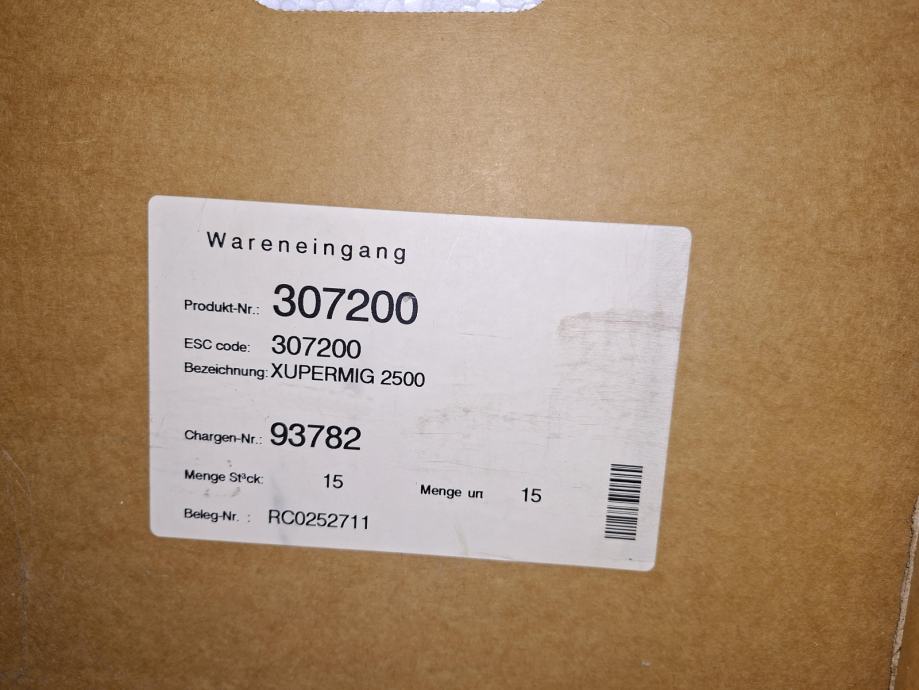 Wareneingang
Produkt-Nr.: 307200
ESC code: 307200
Bezeichnung: XUPERMIG 2500
Chargen-Nr.: 93782
Menge St³ck: 15 Menge un 15
Beleg-Nr. : RC0252711